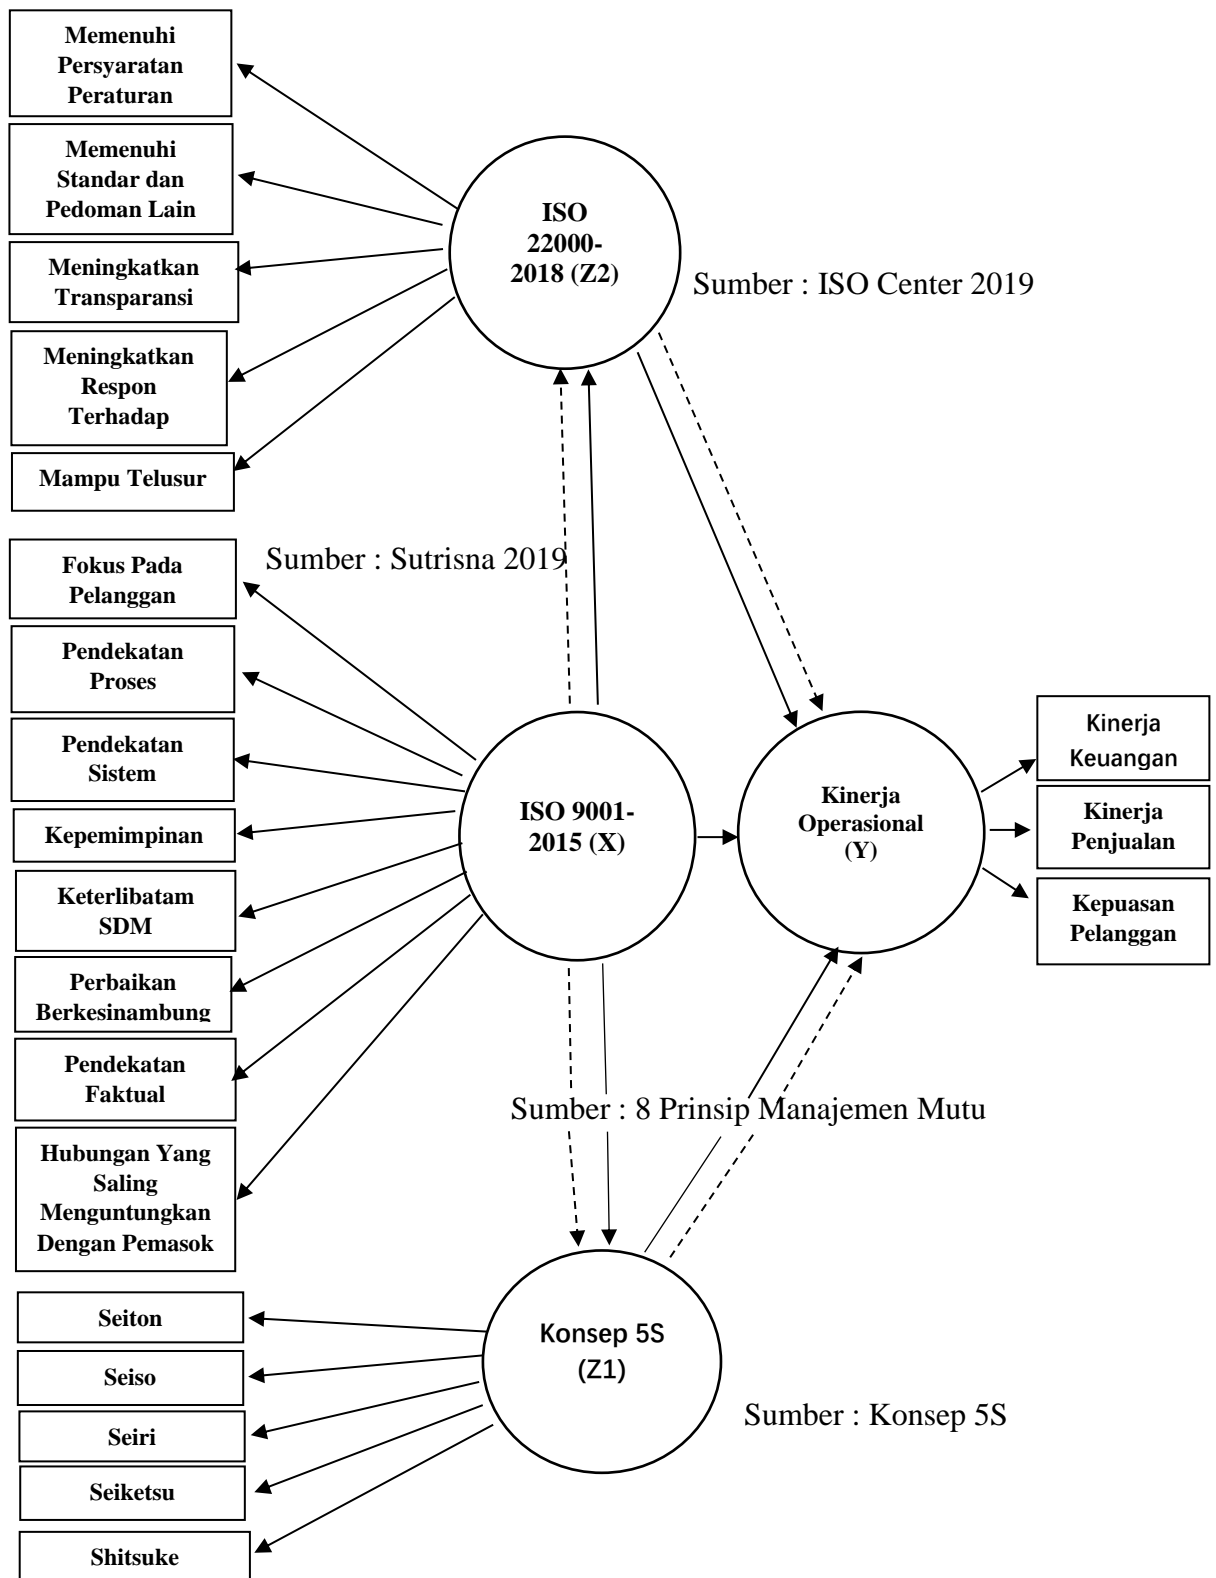 Memenuhi
Persyaratan
Peraturan
Memenuhi
Standar dan
Pedoman Lain
Meningkatkan
Transparansi
Meningkatkan
Respon
Terhadap
Mampu Telusur
ISO
22000-
2018 (Z2)
Sumber : ISO Center 2019
Sumber : Sutrisna 2019
Fokus Pada
Pelanggan
Pendekatan
Proses
Pendekatan
Sistem
Kepemimpinan
Keterlibatam
SDM
Perbaikan
Berkesinambung
Pendekatan
Faktual
Hubungan Yang
Saling
Menguntungkan
Dengan Pemasok
ISO 9001-
2015 (X)
Kinerja
Operasional
(Y)
Kinerja
Keuangan
Kinerja
Penjualan
Kepuasan
Pelanggan
Sumber : 8 Prinsip Manajemen Mutu
Seiton
Seiso
Seiri
Seiketsu
Shitsuke
Konsep 5S
(Z1)
Sumber : Konsep 5S